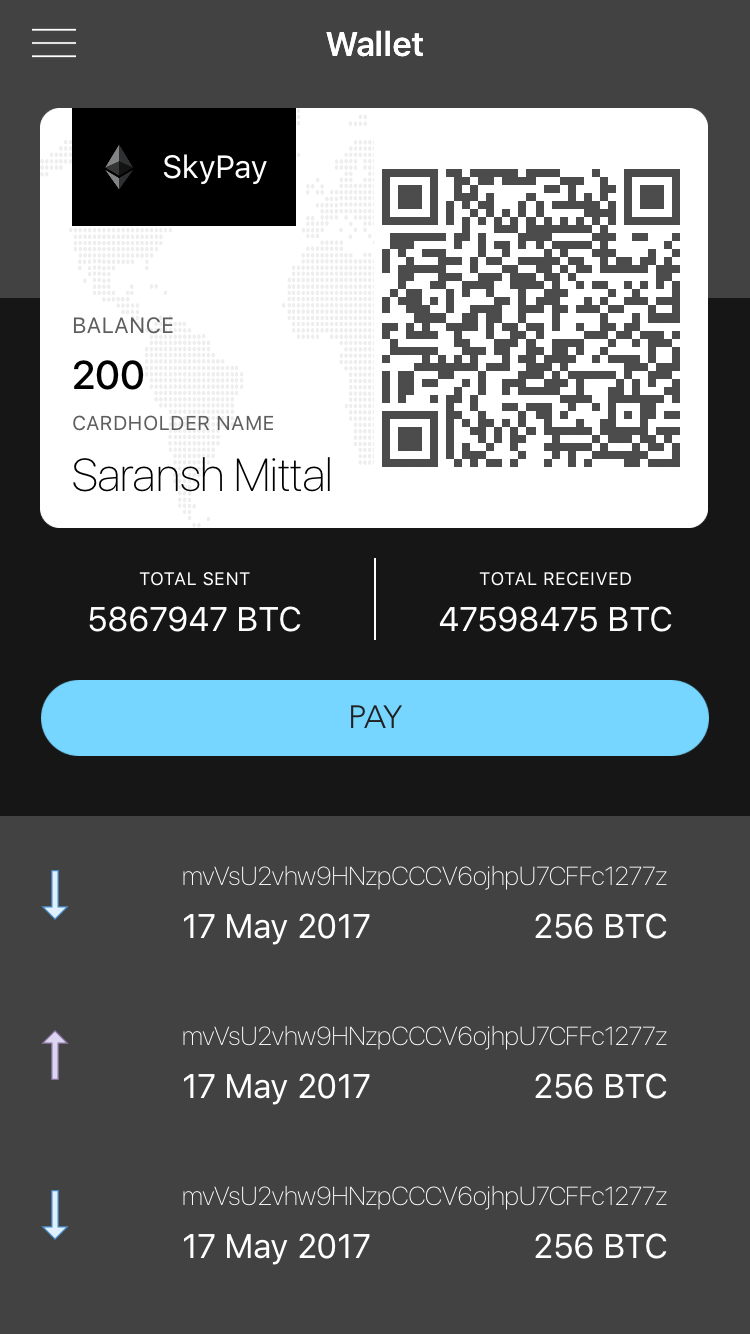 Wallet
SkyPay
BALANCE
200
CARDHOLDER NAME
Saransh Mittal
TOTAL SENT
5867947 BTC
TOTAL RECEIVED
47598475 BTC
PAY
mvVsU2vhw9HNzpCCCV6ojhpU7CFFc1277z
17 May 2017 256 BTC
mvVsU2vhw9HNzpCCCV6ojhpU7CFFc1277z
17 May 2017 256 BTC
mvVsU2vhw9HNzpCCCV6ojhpU7CFFc1277z
17 May 2017 256 BTC